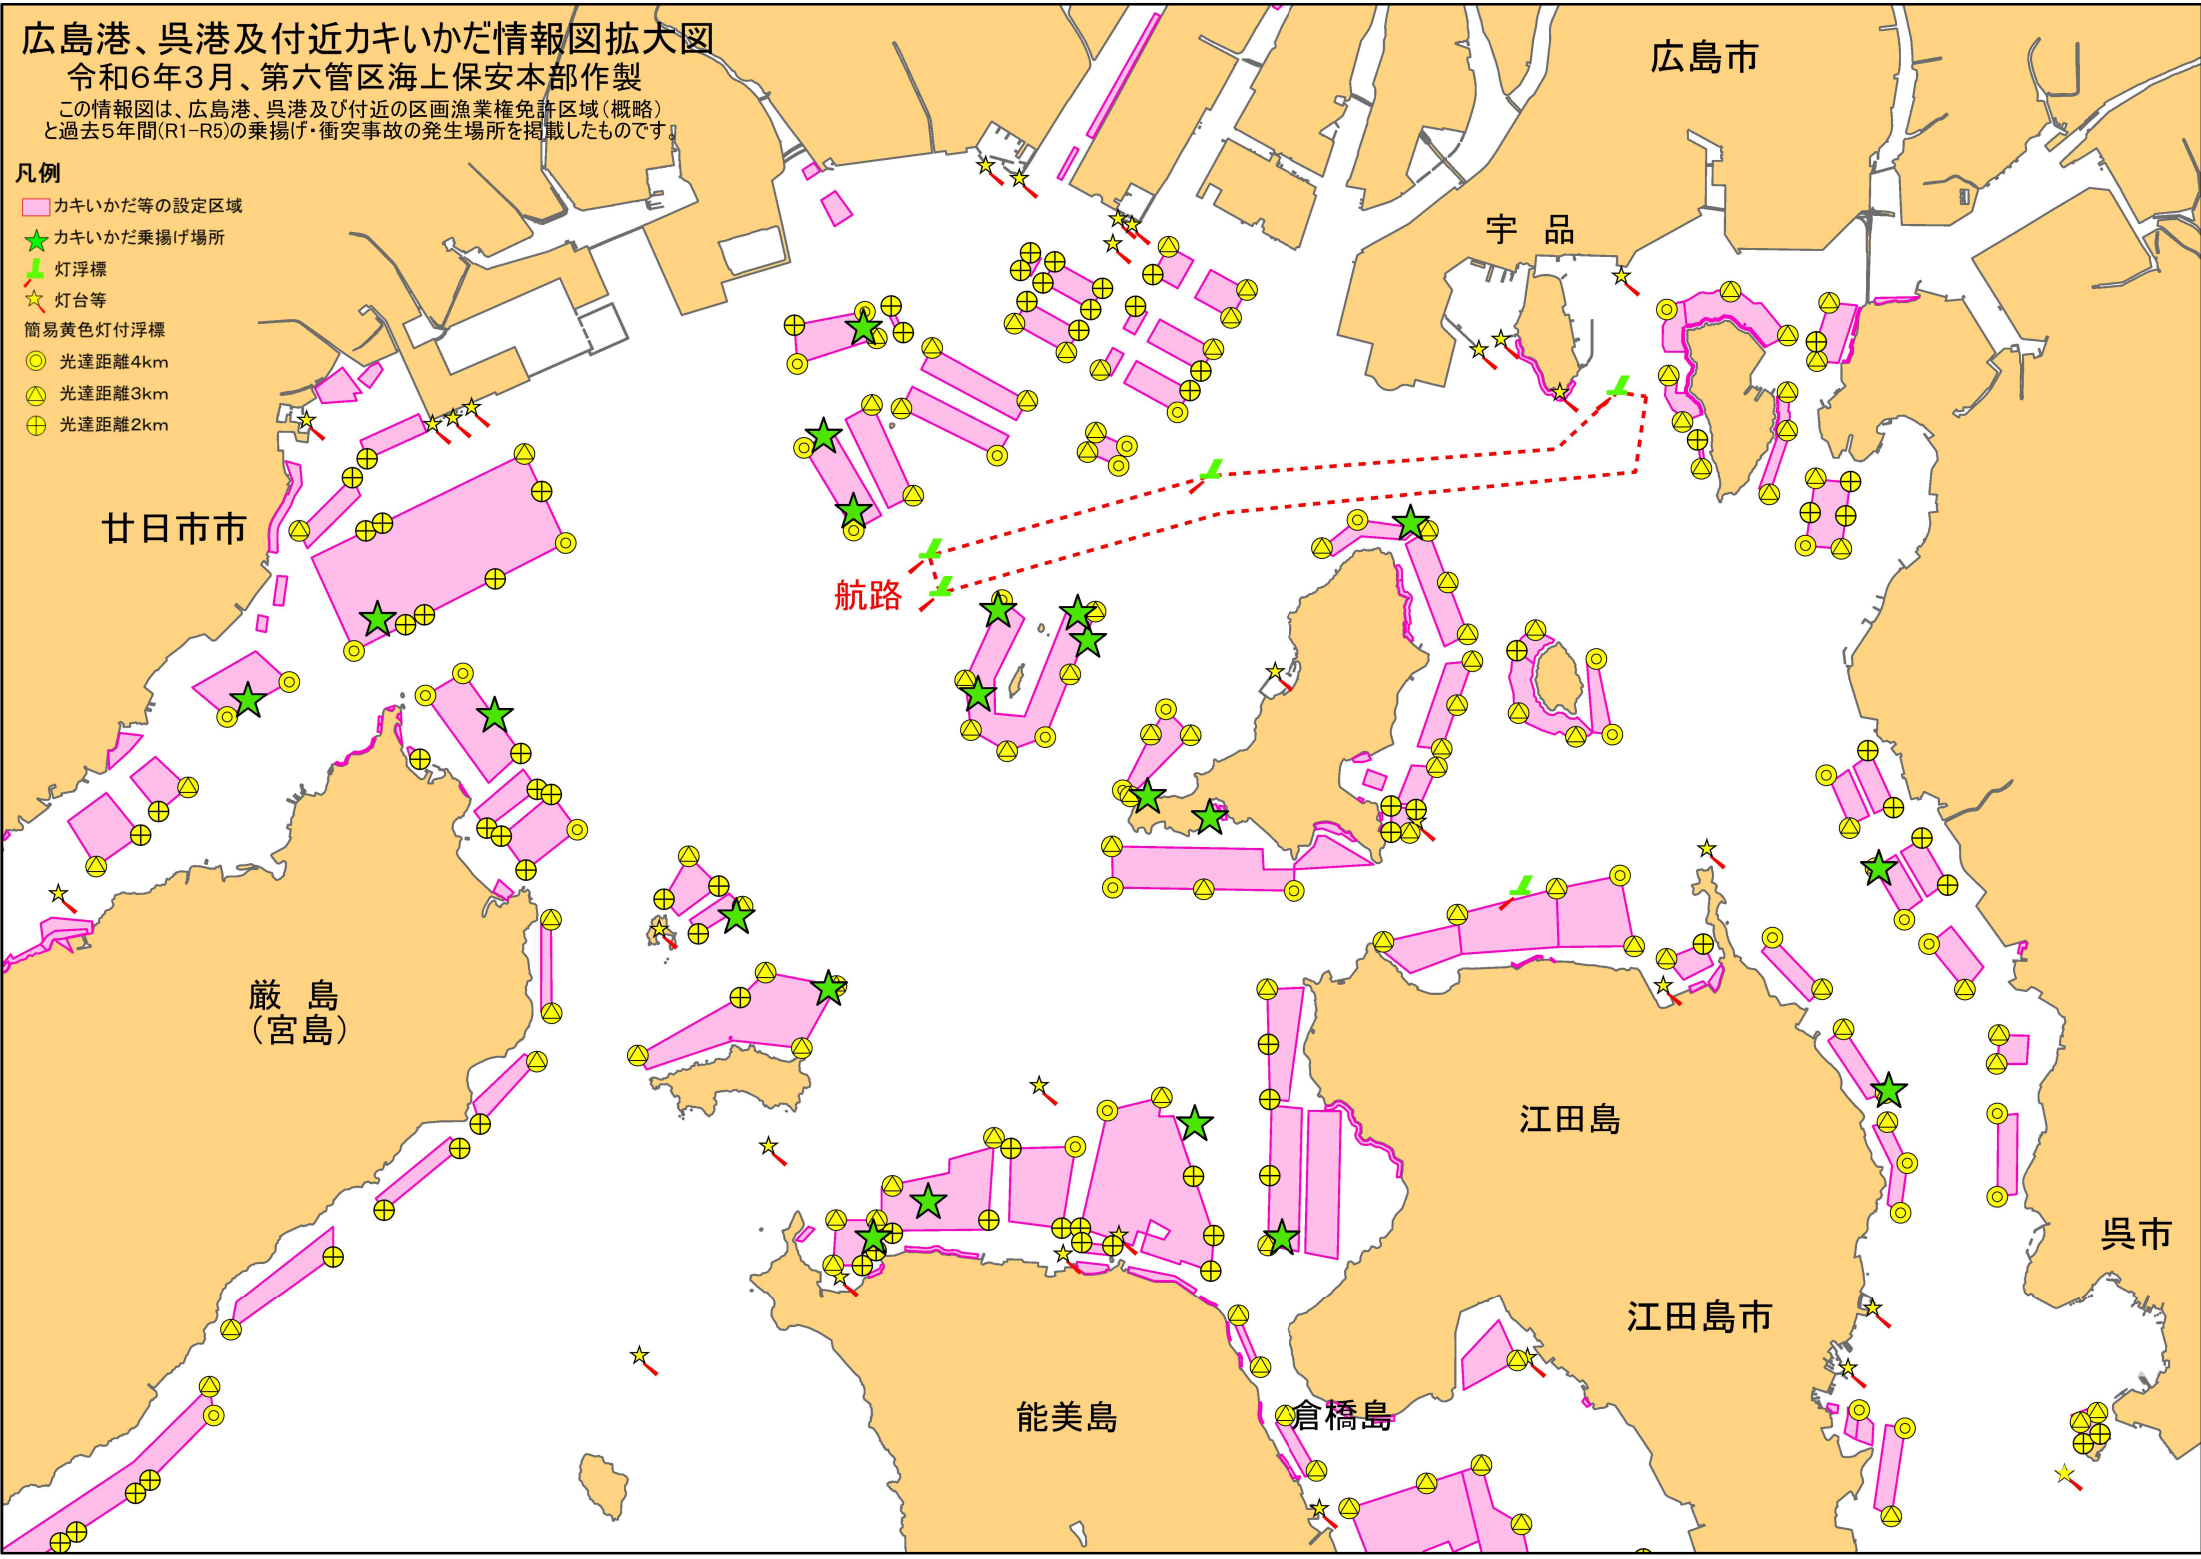 広島港、呉港及付近カキいかだ情報図拡大図
令和6年3月、第六管区海上保安本部作製
この情報図は、広島港、呉港及び付近の区画漁業権免許区域(概略)
と過去5年間(R1-R5)の乗揚げ・衝突事故の発生場所を掲載したものです。
凡例
カキいかだ等の設定区域
カキいかだ乗揚げ場所
灯浮標
灯台等
簡易黄色灯付浮標
光達距離4km
光達距離3km
光達距離2km
広島市
宇 品
廿日市市
航路
厳 島
(宮島)
江田島
呉市
江田島市
能美島
倉橋島